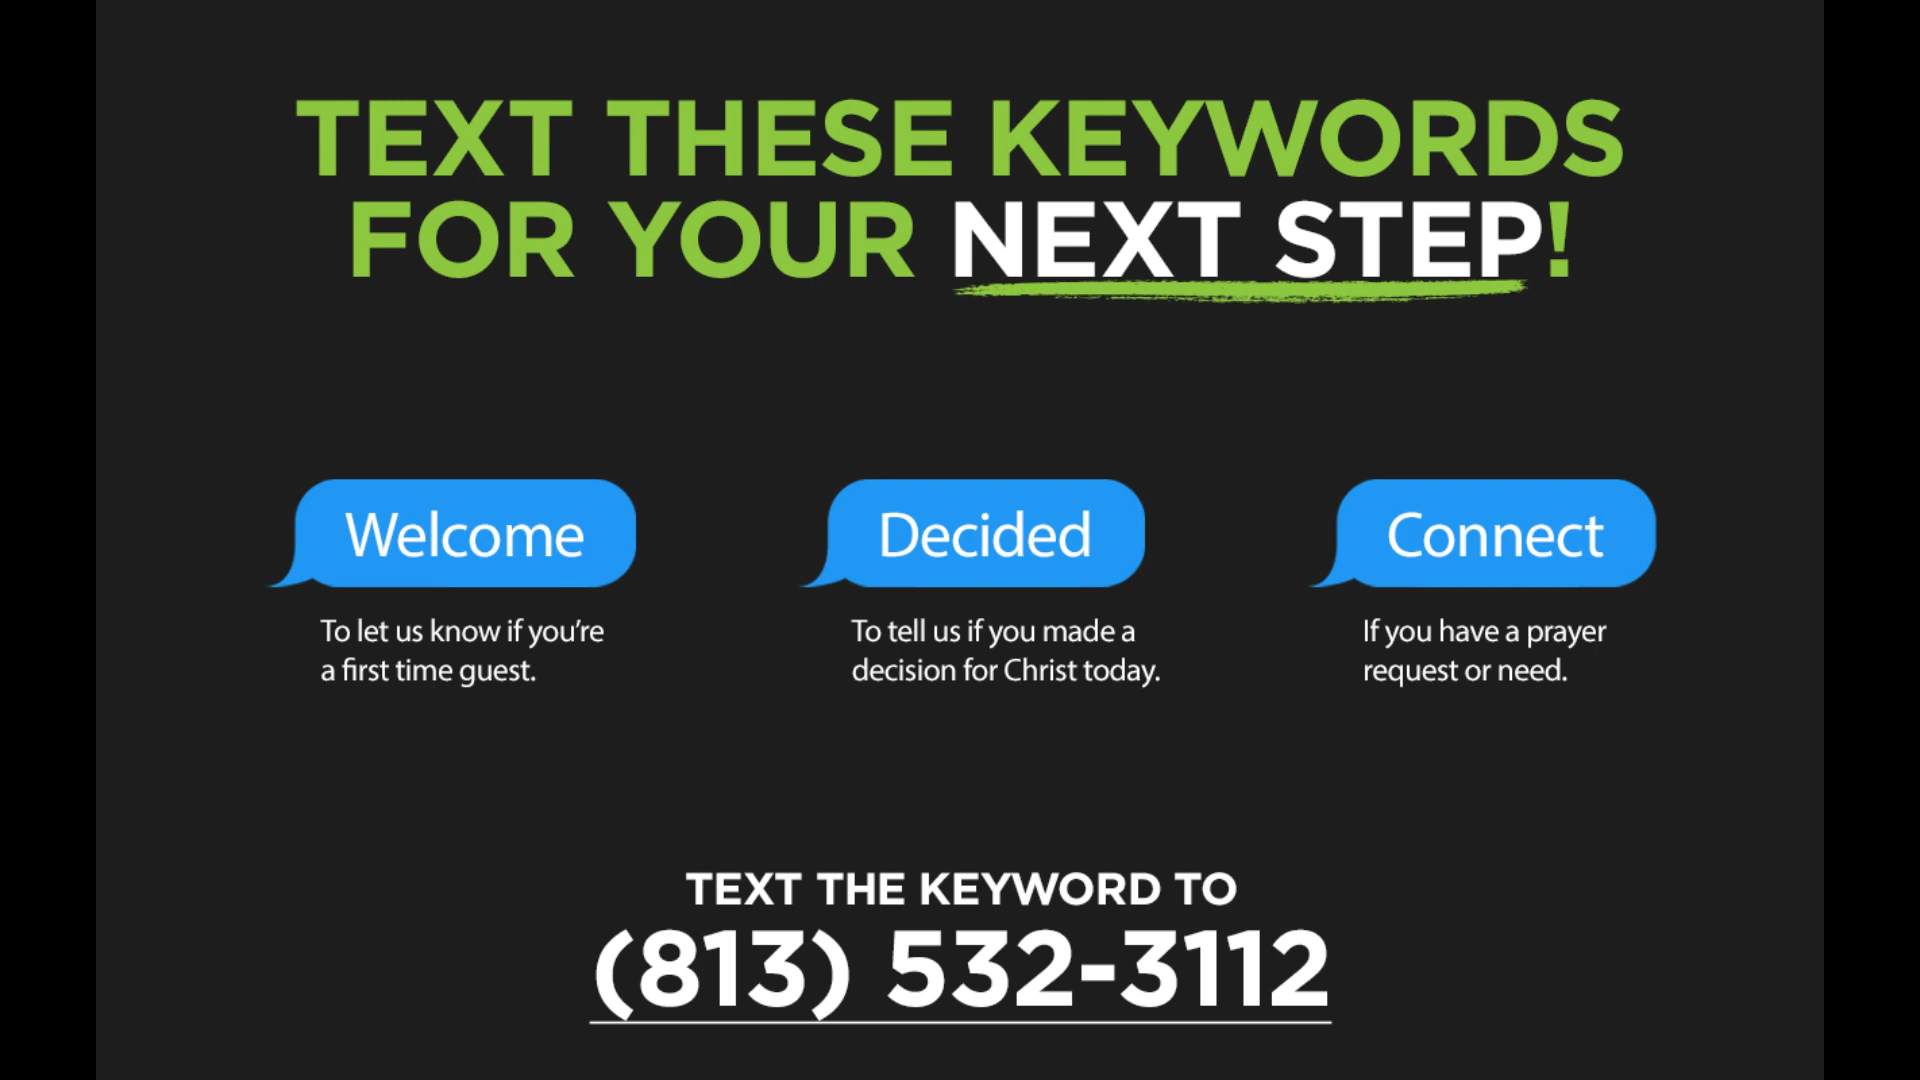 TEXT THESE KEYWORDS
FOR YOUR NEXT STEP!
Welcome
To let us know if you're
a first time guest.
Decided
To tell us if you made a
decision for Christ today.
Connect
If you have a prayer
request or need.
TEXT THE KEYWORD TO
(813) 532-3112